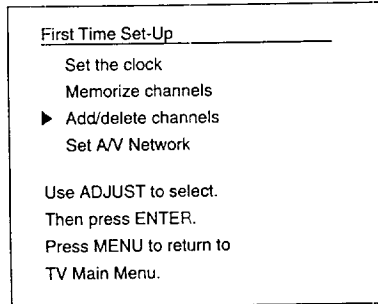 First Time Set-Up
Set the clock
Memorize channels
Add/delete channels
Set A/V Network
Use ADJUST to select.
Then press ENTER.
Press MENU to return to
TV Main Menu.